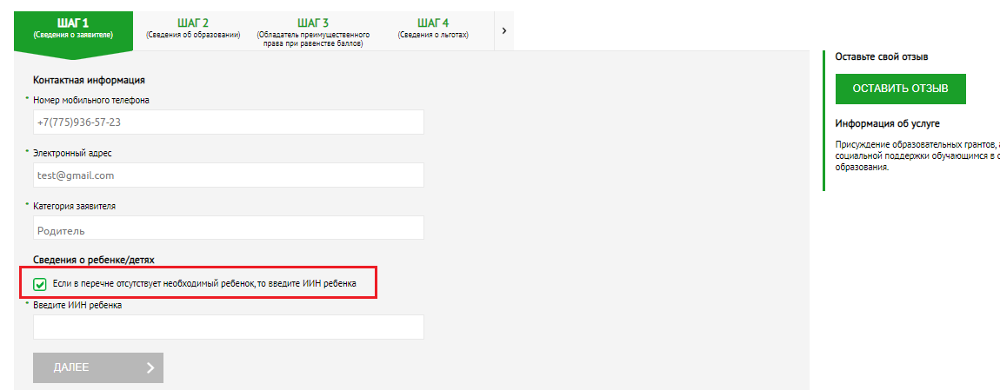 ШАГ 1
(Сведения о заявителе)
ШАГ 2
(Сведения об образовании)
ШАГ 3
(Обладатель преимущественного
права при равенстве баллов)
ШАГ 4
(Сведения о льготах)
Контактная информация
* Номер мобильного телефона
+7(775)936-57-23
* Электронный адрес
test@gmail.com
* Категория заявителя
Родитель
Сведения о ребенке/детях
Если в перечне отсутствует необходимый ребенок, то введите ИИН ребенка
* Введите ИИН ребенка
ДАЛЕЕ
Оставьте свой отзыв
ОСТАВИТЬ ОТЗЫВ
Информация об услуге
Присуждение образовательных грантов,
социальной поддержки обучающимся в
образования.